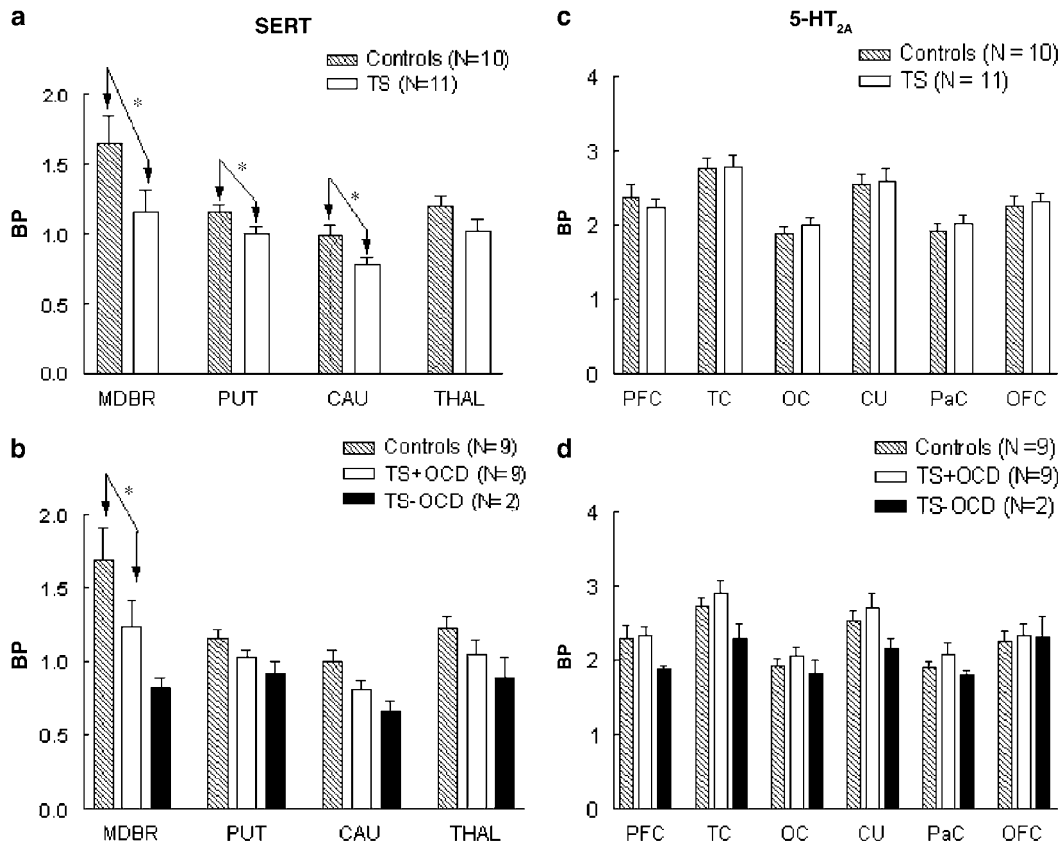 a
SERT
Controls (N=10)
TS (N=11)
2.0
1.5
1.0
0.5
0.0
BP
*
*
*
MDBR PUT CAU THAL
c
5-HT2A
Controls (N = 10)
TS (N = 11)
4
3
2
1
0
BP
PFC TC OC CU PaC OFC
b
Controls (N=9)
TS+OCD (N=9)
TS-OCD (N=2)
2.0
1.5
1.0
0.5
0.0
BP
*
MDBR PUT CAU THAL
d
Controls (N=9)
TS+OCD (N=9)
TS-OCD (N=2)
4
3
2
1
0
BP
PFC TC OC CU PaC OFC